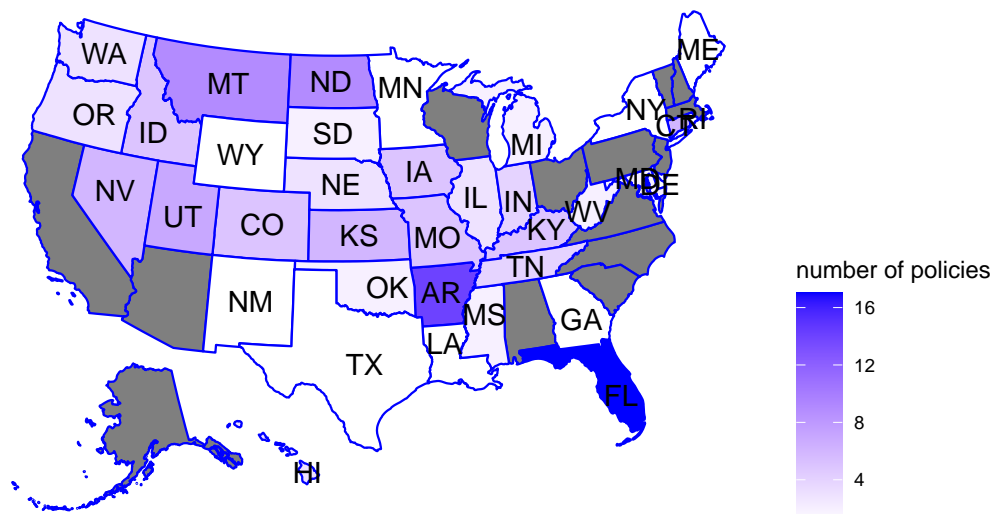 ME
WA
MT
ND
MN
OR
NY
ID
SD
CT
RI
MI
WY
IA
NE
MD
DE
NV
IL
IN
UT
CO
WV
KS
MO
KY
TN
number of policies
OK
AR
NM
16
MS
GA
LA
TX
12
FL
8
HI
4